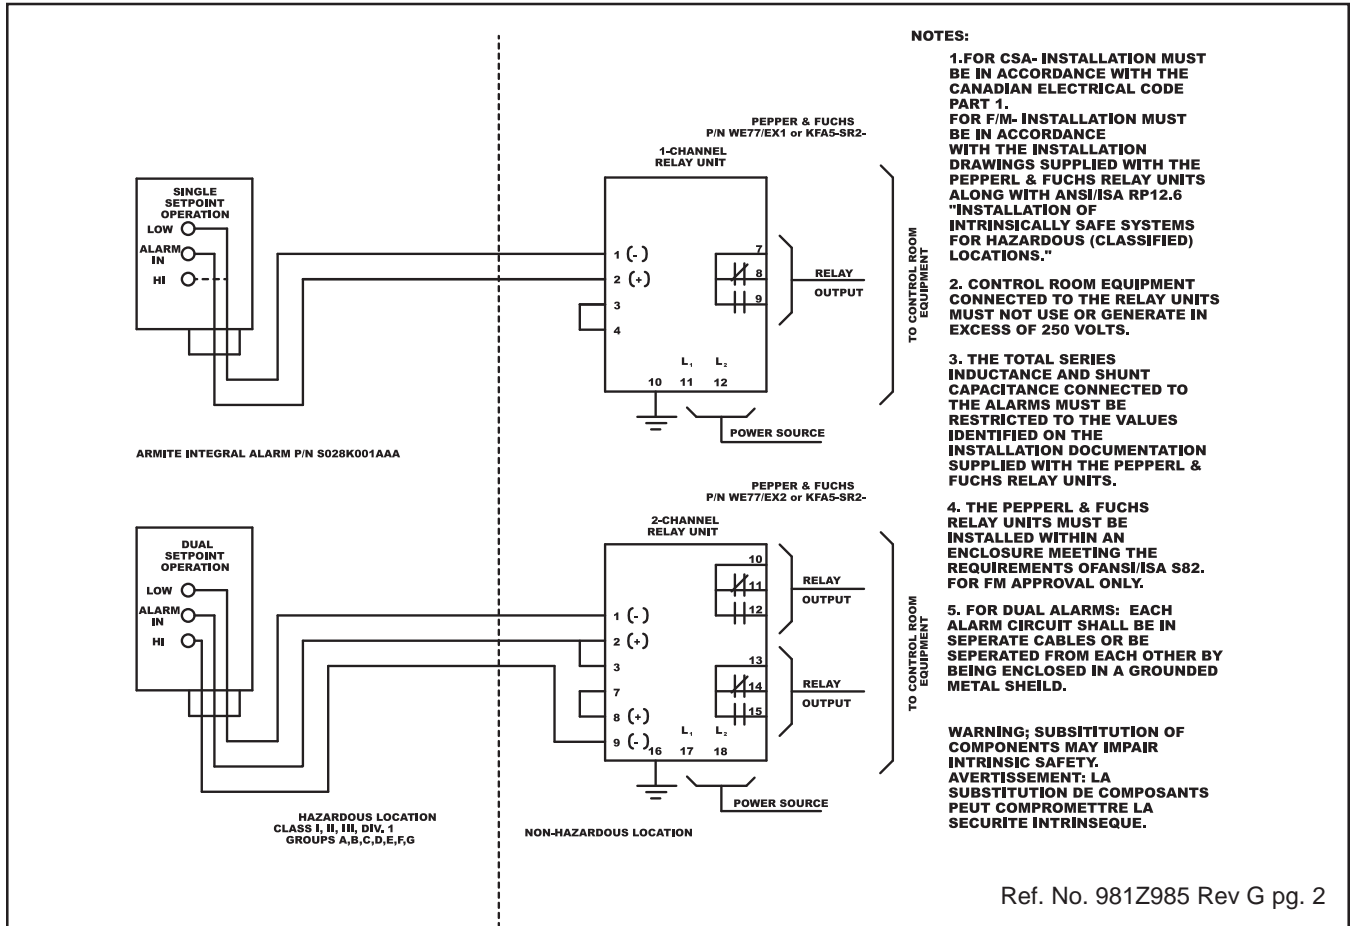 PEPPER & FUCHS
P/N WE77/EX1 or KFA5-SR2-
1-CHANNEL
RELAY UNIT
SINGLE
SETPOINT
OPERATION
LOW
ALARM
IN
HI
1 (-)
2 (+)
3
4
7
8
9
RELAY
OUTPUT
TO CONTROL ROOM
EQUIPMENT
L1 L2
10 11 12
POWER SOURCE
ARMITE INTEGRAL ALARM P/N S028K001AAA
PEPPER & FUCHS
P/N WE77/EX2 or KFA5-SR2-
2-CHANNEL
RELAY UNIT
DUAL
SETPOINT
OPERATION
LOW
ALARM
IN
HI
1 (-)
2 (+)
3
7
8 (+)
9 (-)
10
11
12
RELAY
OUTPUT
13
14
15
RELAY
OUTPUT
TO CONTROL ROOM
EQUIPMENT
L1 L2
16 17 18
POWER SOURCE
HAZARDOUS LOCATION
CLASS I, II, III, DIV. 1
GROUPS A,B,C,D,E,F,G
NON-HAZARDOUS LOCATION
NOTES:
1.FOR CSA- INSTALLATION MUST
BE IN ACCORDANCE WITH THE
CANADIAN ELECTRICAL CODE
PART 1.
FOR F/M- INSTALLATION MUST
BE IN ACCORDANCE
WITH THE INSTALLATION
DRAWINGS SUPPLIED WITH THE
PEPPERL & FUCHS RELAY UNITS
ALONG WITH ANSI/ISA RP12.6
"INSTALLATION OF
INTRINSICALLY SAFE SYSTEMS
FOR HAZARDOUS (CLASSIFIED)
LOCATIONS."
2. CONTROL ROOM EQUIPMENT
CONNECTED TO THE RELAY UNITS
MUST NOT USE OR GENERATE IN
EXCESS OF 250 VOLTS.
3. THE TOTAL SERIES
INDUCTANCE AND SHUNT
CAPACITANCE CONNECTED TO
THE ALARMS MUST BE
RESTRICTED TO THE VALUES
IDENTIFIED ON THE
INSTALLATION DOCUMENTATION
SUPPLIED WITH THE PEPPERL &
FUCHS RELAY UNITS.
4. THE PEPPERL & FUCHS
RELAY UNITS MUST BE
INSTALLED WITHIN AN
ENCLOSURE MEETING THE
REQUIREMENTS OFANSI/ISA S82.
FOR FM APPROVAL ONLY.
5. FOR DUAL ALARMS: EACH
ALARM CIRCUIT SHALL BE IN
SEPERATE CABLES OR BE
SEPERATED FROM EACH OTHER BY
BEING ENCLOSED IN A GROUNDED
METAL SHEILD.
WARNING; SUBSITITUTION OF
COMPONENTS MAY IMPAIR
INTRINSIC SAFETY.
AVERTISSEMENT: LA
SUBSTITUTION DE COMPOSANTS
PEUT COMPROMETTRE LA
SECURITE INTRINSEQUE.
Ref. No. 981Z985 Rev G pg. 2